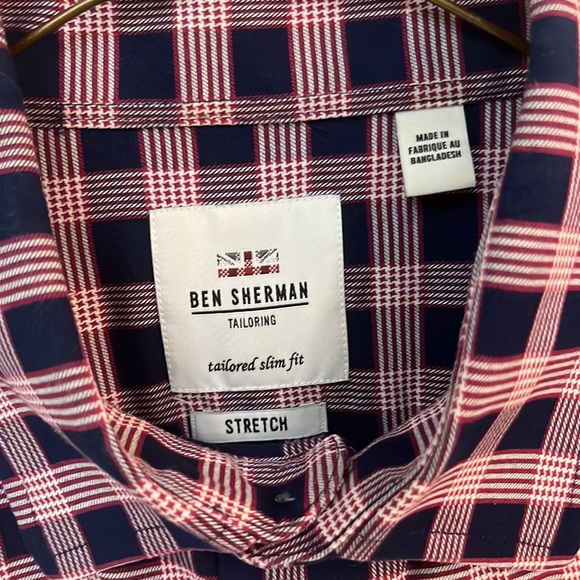 MADE IN
FABRIQUE AU
BANGLADESH
BEN SHERMAN
TAILORING
tailored slim fit
STRETCH